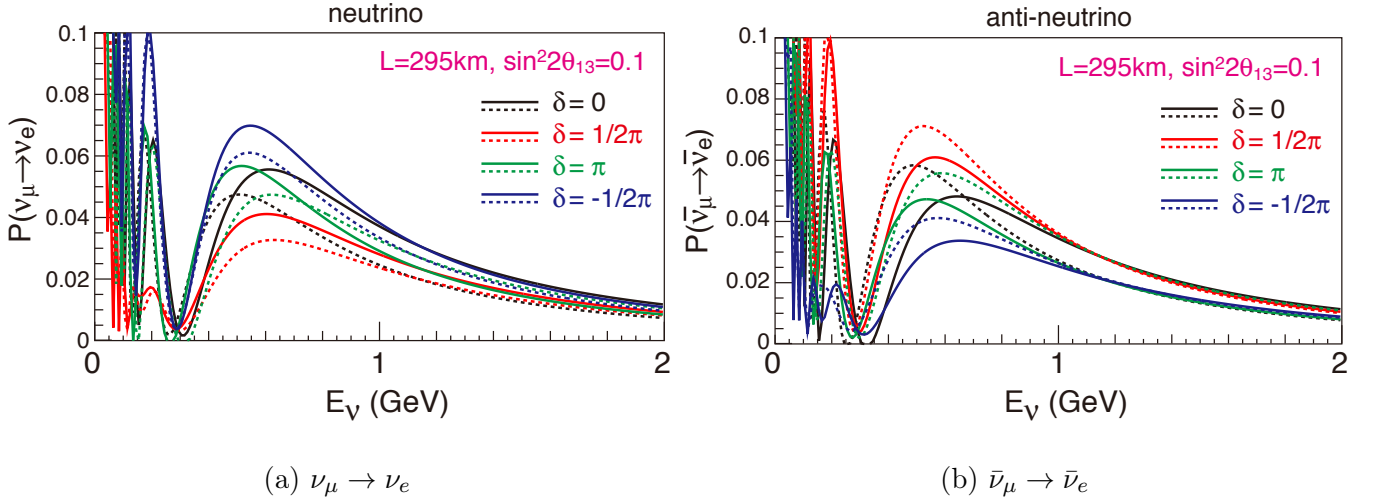 neutrino
P(νμ→νe)
0.1
0.08
0.06
0.04
0.02
0
L=295km, sin²2θ₁₃=0.1
δ = 0
δ = 1/2π
δ = π
δ = -1/2π
0 1 2
Eν (GeV)
(a) νμ → νe
anti-neutrino
P(ν̄μ→ν̄e)
0.1
0.08
0.06
0.04
0.02
0
L=295km, sin²2θ₁₃=0.1
δ = 0
δ = 1/2π
δ = π
δ = -1/2π
0 1 2
Eν (GeV)
(b) ν̄μ → ν̄e